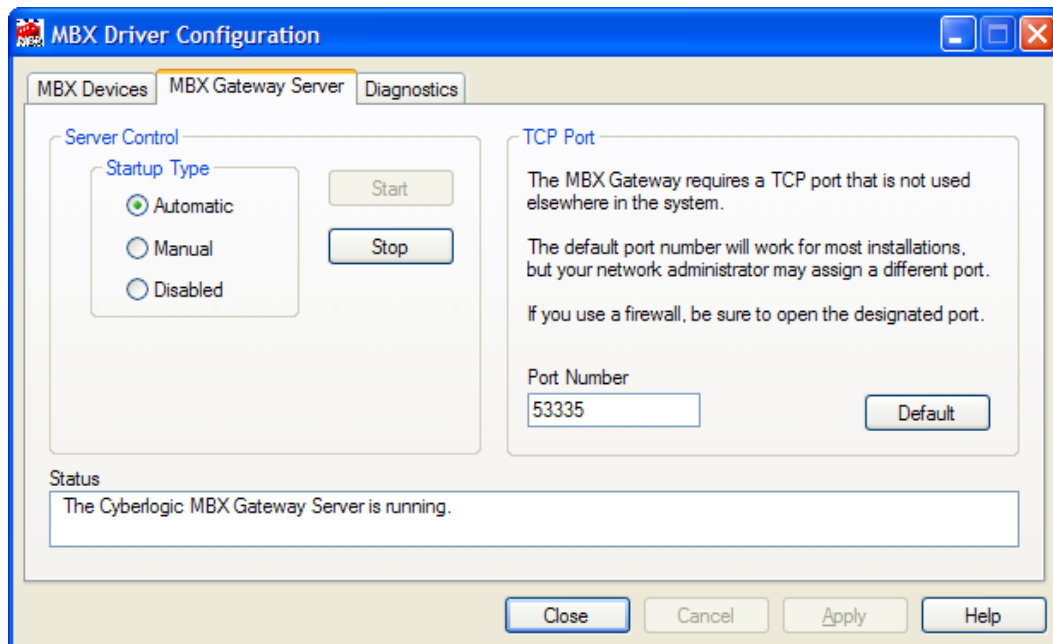 MBX Driver Configuration
MBX Devices
MBX Gateway Server
Diagnostics
Server Control
Startup Type
Automatic
Manual
Disabled
Start
Stop
TCP Port
The MBX Gateway requires a TCP port that is not used
elsewhere in the system.
The default port number will work for most installations,
but your network administrator may assign a different port.
If you use a firewall, be sure to open the designated port.
Port Number
53335
Default
Status
The Cyberlogic MBX Gateway Server is running.
Close
Cancel
Apply
Help